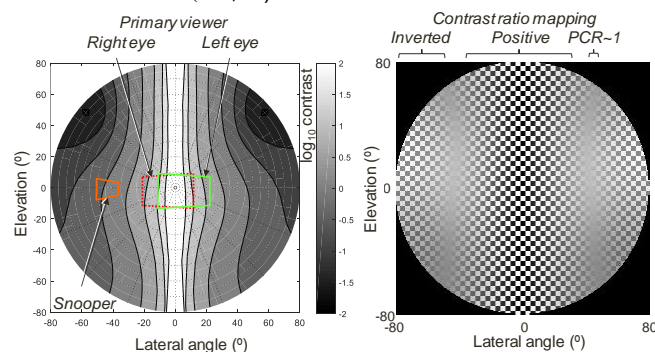 Primary viewer
Right eye
Left eye
Contrast ratio mapping
Inverted
Positive
PCR~1
80
60
40
20
0
-20
-40
-60
-80
-80 -60 -40 -20 0 20 40 60 80
Elevation (º)
Lateral angle (º)
Snooper
2
1.5
1
0.5
0
-0.5
-1
-1.5
-2
log10 contrast
80
0
-80
-80 0 80
Elevation (º)
Lateral angle (º)